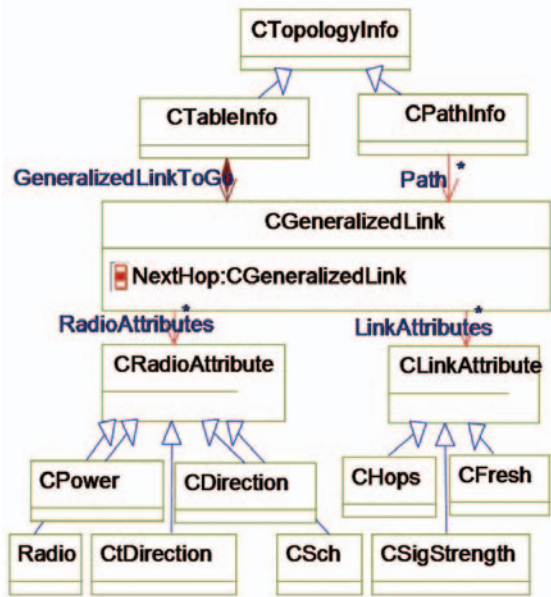 CTopologyInfo
CTableInfo
CPathInfo
GeneralizedLinkToGo
Path
*
CGeneralizedLink
NextHop:CGeneralizedLink
RadioAttributes
*
LinkAttributes
*
CRadioAttribute
CLinkAttribute
CPower
CDirection
CHops
CFresh
Radio
CtDirection
CSch
CSigStrength